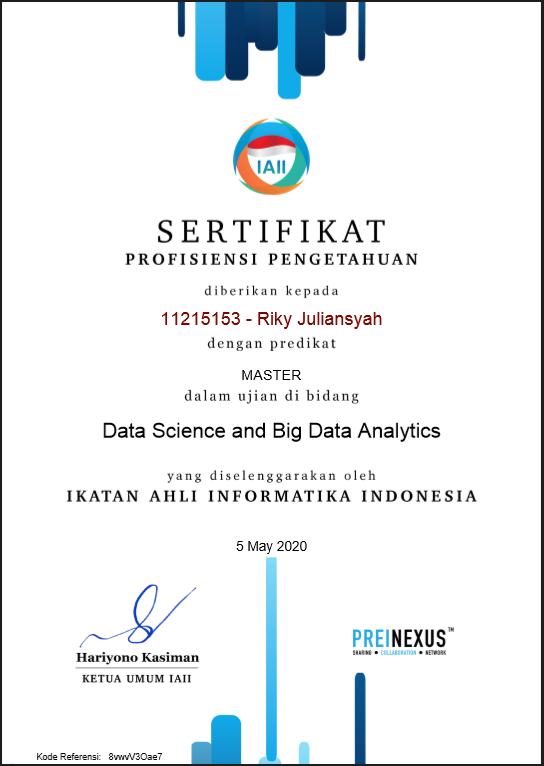 IAII
SERTIFIKAT
PROFISIENSI PENGETAHUAN
diberikan kepada
11215153 - Riky Juliansyah
dengan predikat
MASTER
dalam ujian di bidang
Data Science and Big Data Analytics
yang diselenggarakan oleh
IKATAN AHLI INFORMATIKA INDONESIA
5 May 2020
Hariyono Kasiman
KETUA UMUM IAII
PREINEXUS™
SHARING ● COLLABORATION ● NETWORK
Kode Referensi: